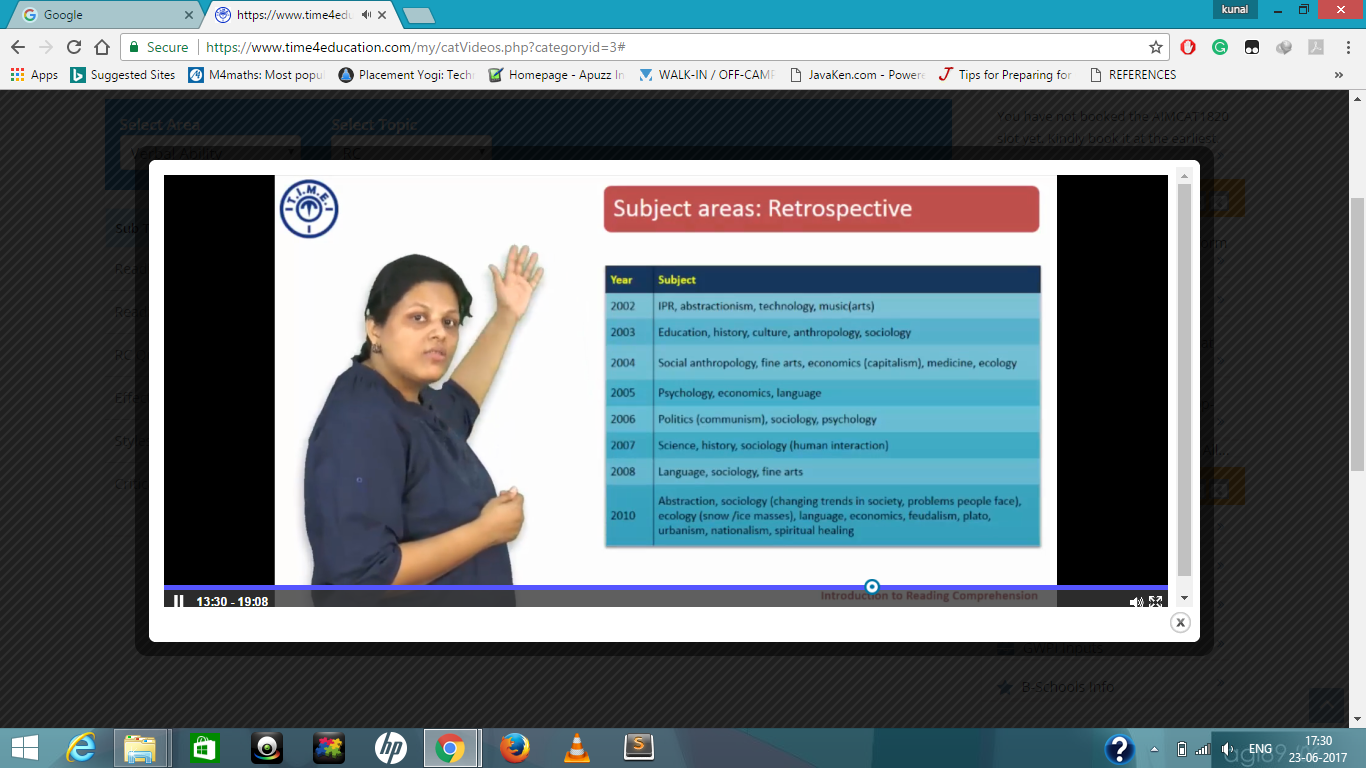 kunal
Google
https://www.time4edu
Secure
https://www.time4education.com/my/catVideos.php?categoryid=3#
Apps
Suggested Sites
M4maths: Most popul
Placement Yogi: Tech
Homepage - Apuzz In
WALK-IN / OFF-CAMP
JavaKen.com - Powere
Tips for Preparing for
REFERENCES
»
Select Area
Select Topic
Verbal Ability
RC
You have not booked the AIMCAT1820
slot yet. Kindly book it at the earliest
T.I.M.E.
Subject areas: Retrospective
Year Subject
2002 IPR, abstractionism, technology, music(arts)
2003 Education, history, culture, anthropology, sociology
2004 Social anthropology, fine arts, economics (capitalism), medicine, ecology
2005 Psychology, economics, language
2006 Politics (communism), sociology, psychology
2007 Science, history, sociology (human interaction)
2008 Language, sociology, fine arts
2010 Abstraction, sociology (changing trends in society, problems people face),
ecology (snow /ice masses), language, economics, feudalism, plato,
urbanism, nationalism, spiritual healing
Introduction to Reading Comprehension
13:30 - 19:08
x
GWPI Inputs
B-Schools Info
ENG
17:30
23-06-2017